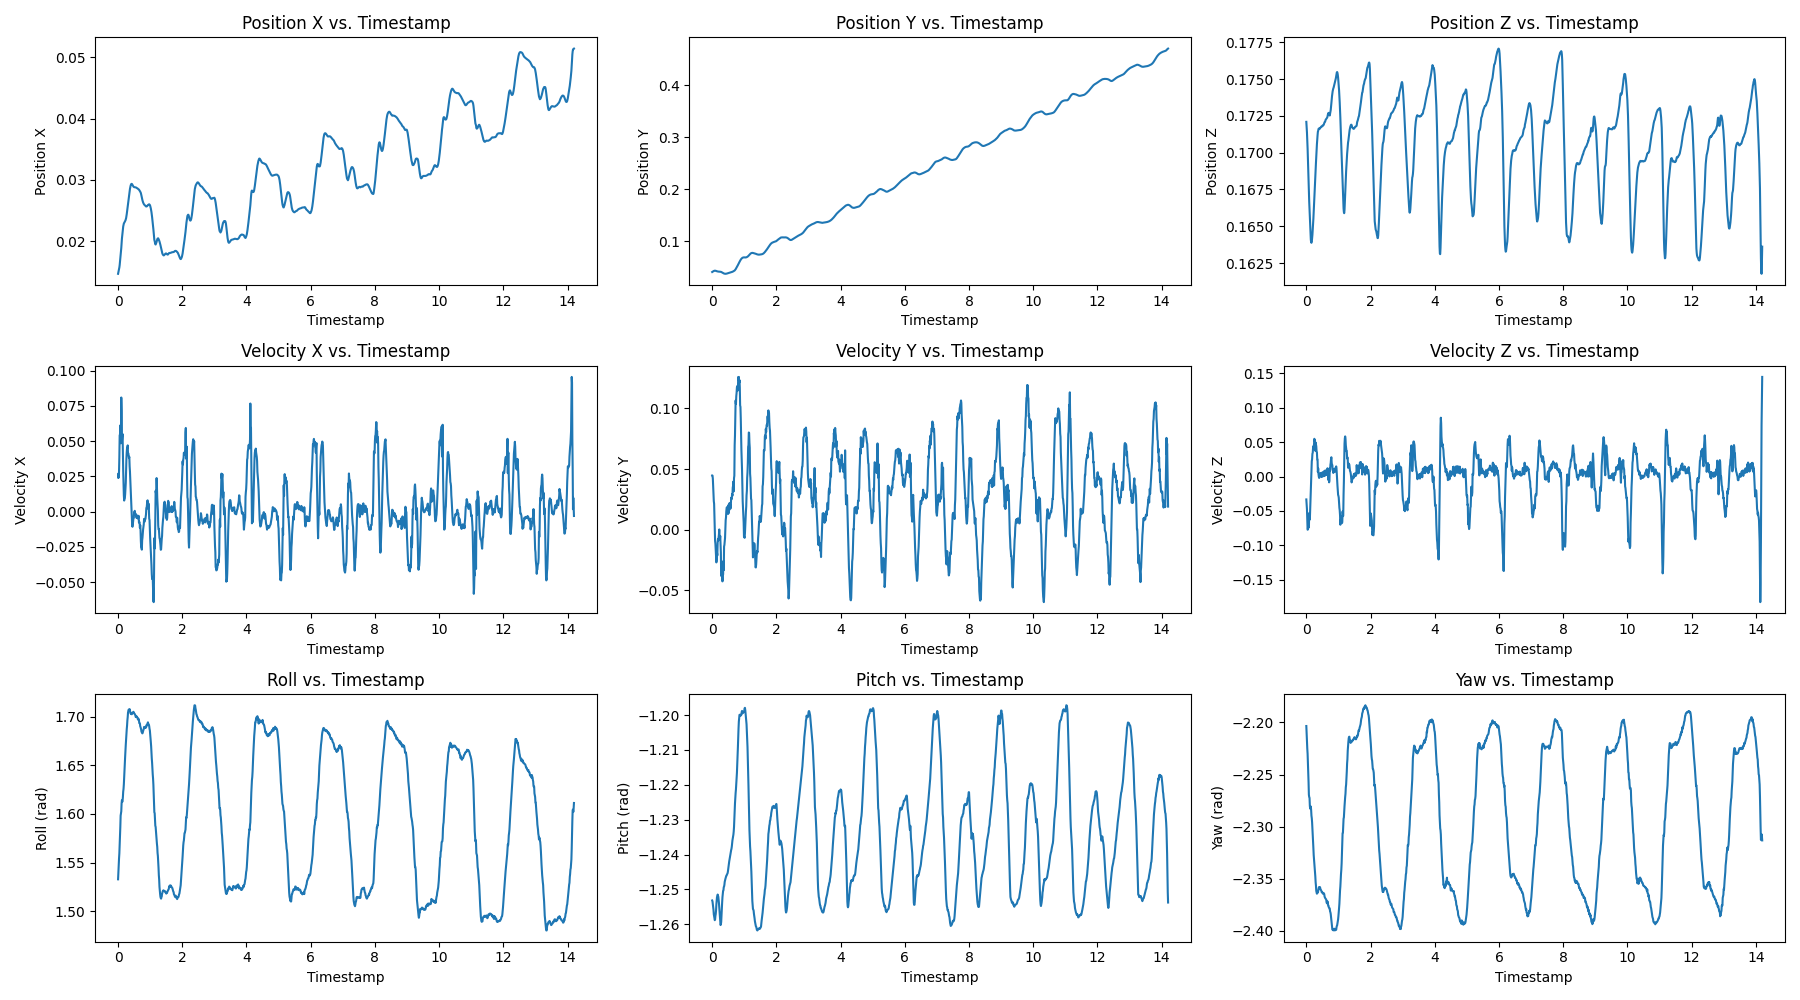 Position X vs. Timestamp
Position X
0.05
0.04
0.03
0.02
0 2 4 6 8 10 12 14
Timestamp
Position Y vs. Timestamp
Position Y
0.4
0.3
0.2
0.1
0 2 4 6 8 10 12 14
Timestamp
Position Z vs. Timestamp
Position Z
0.1775
0.1750
0.1725
0.1700
0.1675
0.1650
0.1625
0 2 4 6 8 10 12 14
Timestamp
Velocity X vs. Timestamp
Velocity X
0.100
0.075
0.050
0.025
0.000
−0.025
−0.050
0 2 4 6 8 10 12 14
Timestamp
Velocity Y vs. Timestamp
Velocity Y
0.10
0.05
0.00
−0.05
0 2 4 6 8 10 12 14
Timestamp
Velocity Z vs. Timestamp
Velocity Z
0.15
0.10
0.05
0.00
−0.05
−0.10
−0.15
0 2 4 6 8 10 12 14
Timestamp
Roll vs. Timestamp
Roll (rad)
1.70
1.65
1.60
1.55
1.50
0 2 4 6 8 10 12 14
Timestamp
Pitch vs. Timestamp
Pitch (rad)
−1.20
−1.21
−1.22
−1.23
−1.24
−1.25
−1.26
0 2 4 6 8 10 12 14
Timestamp
Yaw vs. Timestamp
Yaw (rad)
−2.20
−2.25
−2.30
−2.35
−2.40
0 2 4 6 8 10 12 14
Timestamp